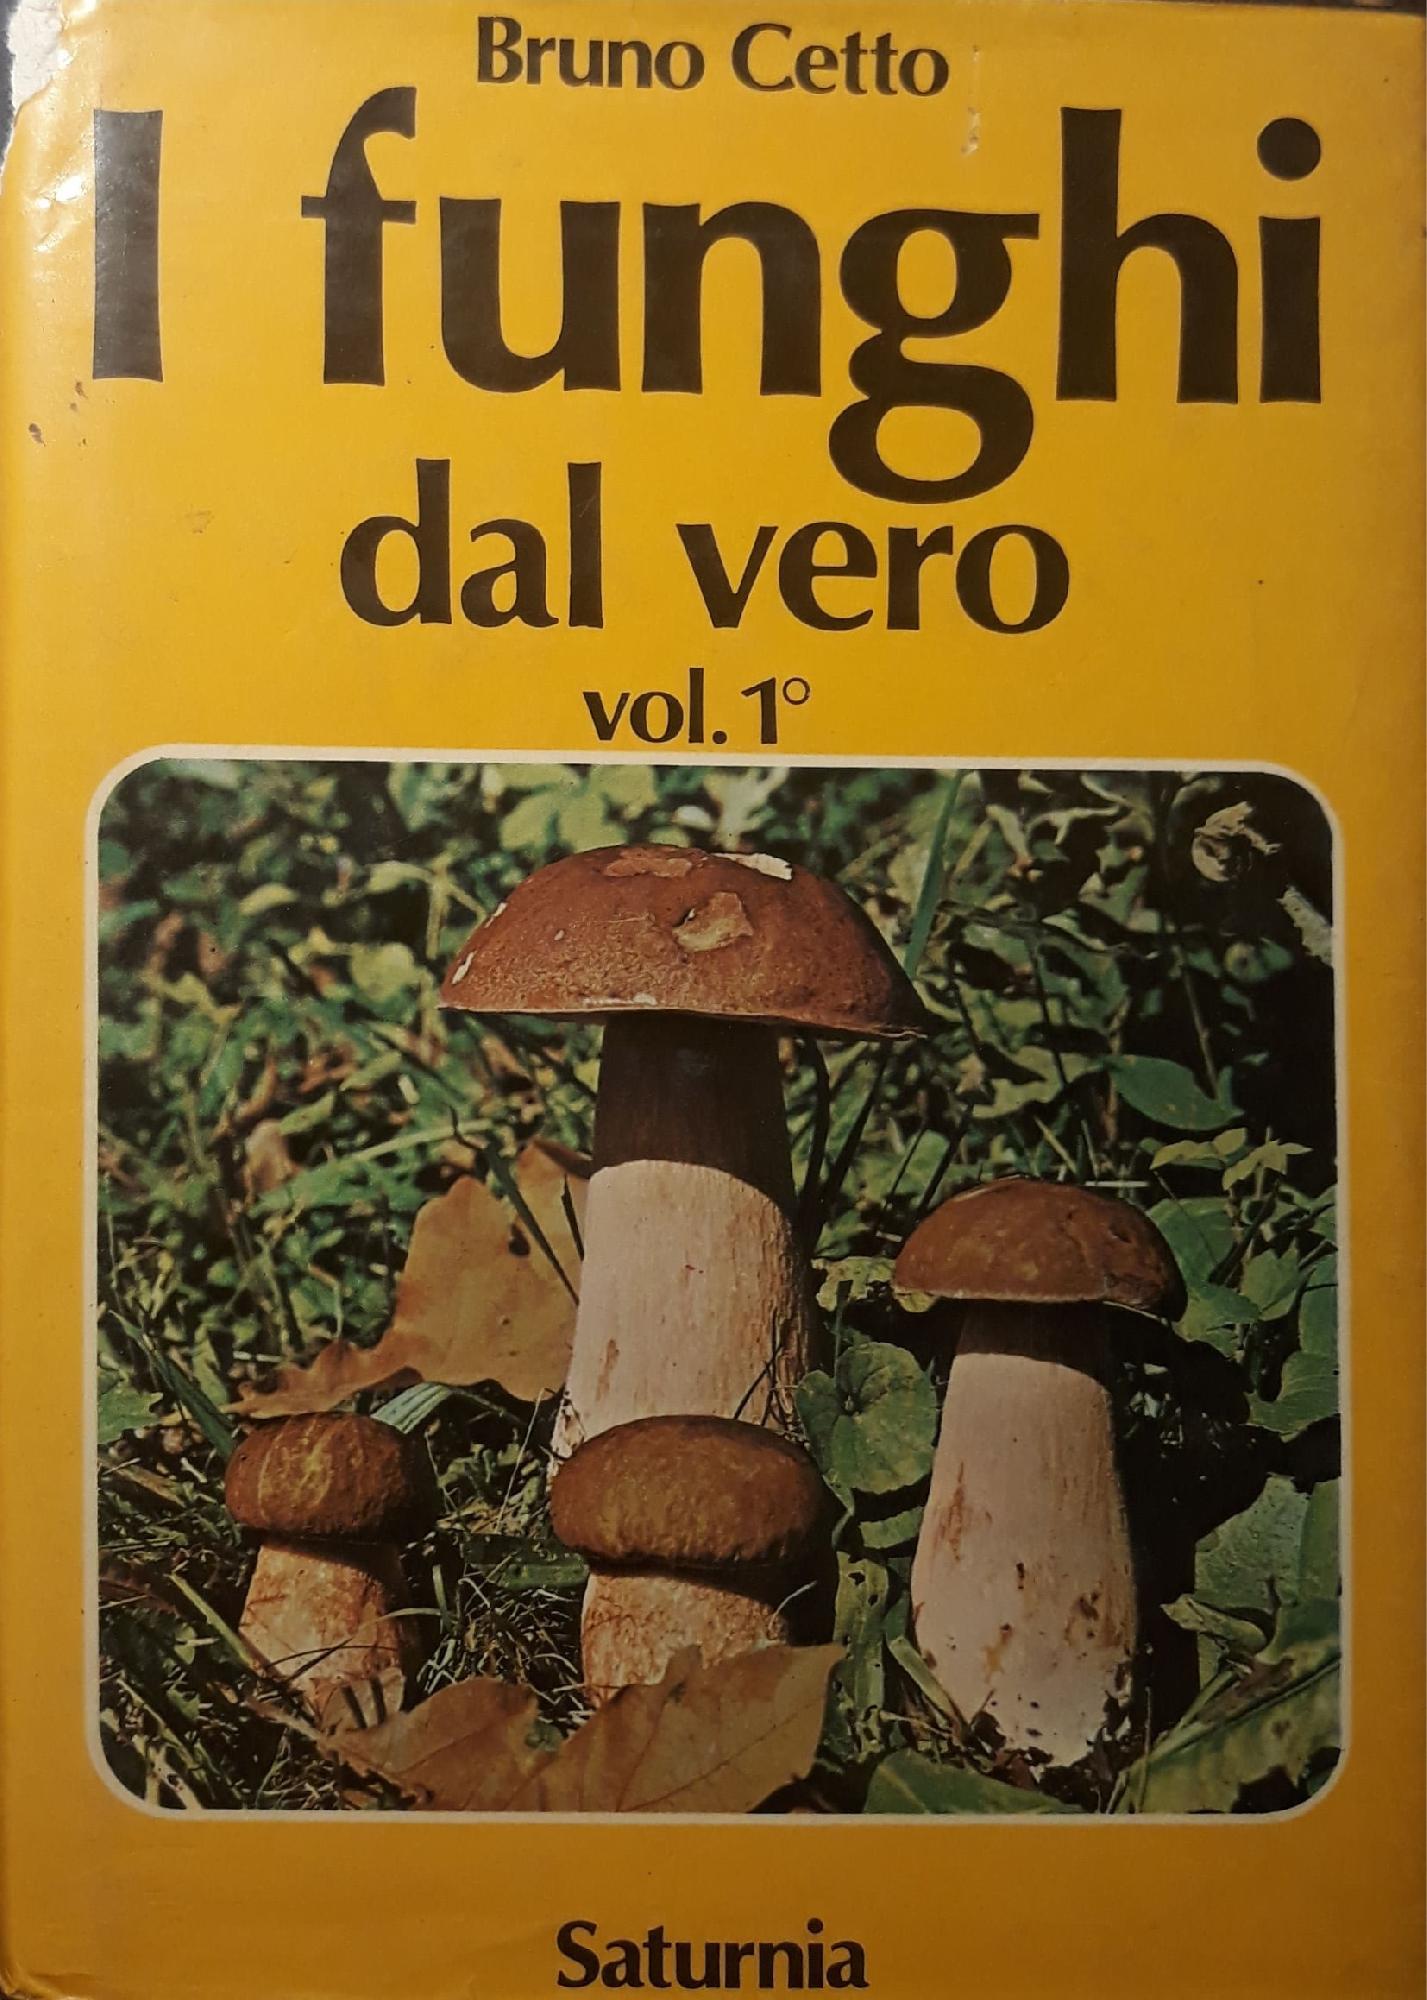 Bruno Cetto
I funghi
dal vero
vol. 1°
Saturnia